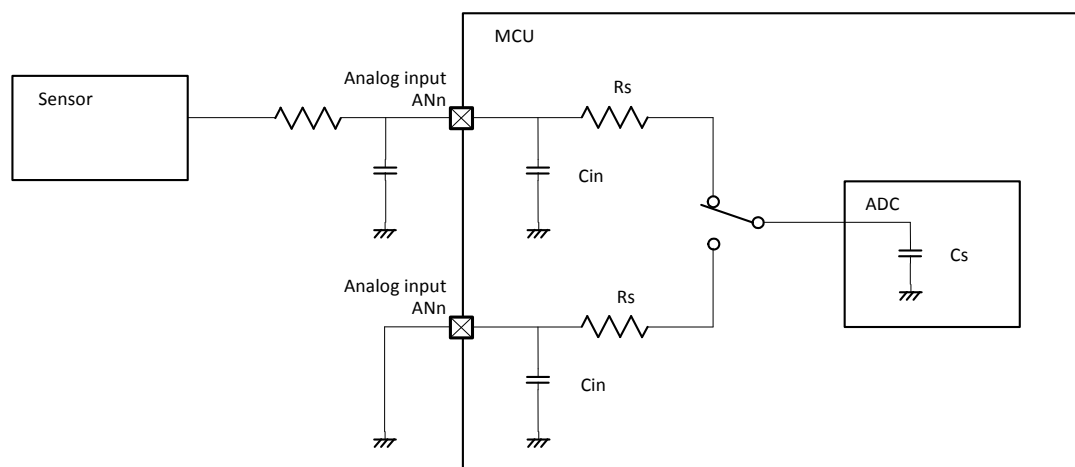 MCU
Sensor
Analog input
ANn
Rs
Cin
ADC
Cs
Analog input
ANn
Rs
Cin